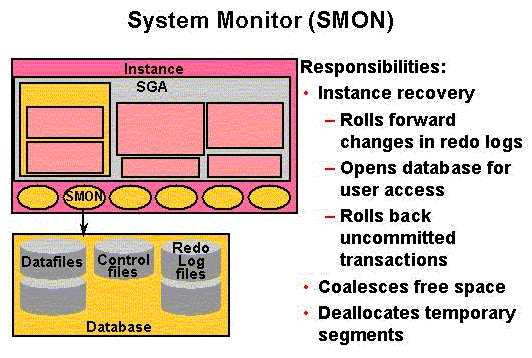 System Monitor (SMON)
Instance
SGA
SMON
Datafiles
Control
files
Redo
Log
files
Database
Responsibilities:
• Instance recovery
– Rolls forward
changes in redo logs
– Opens database for
user access
– Rolls back
uncommitted
transactions
• Coalesces free space
• Deallocates temporary
segments